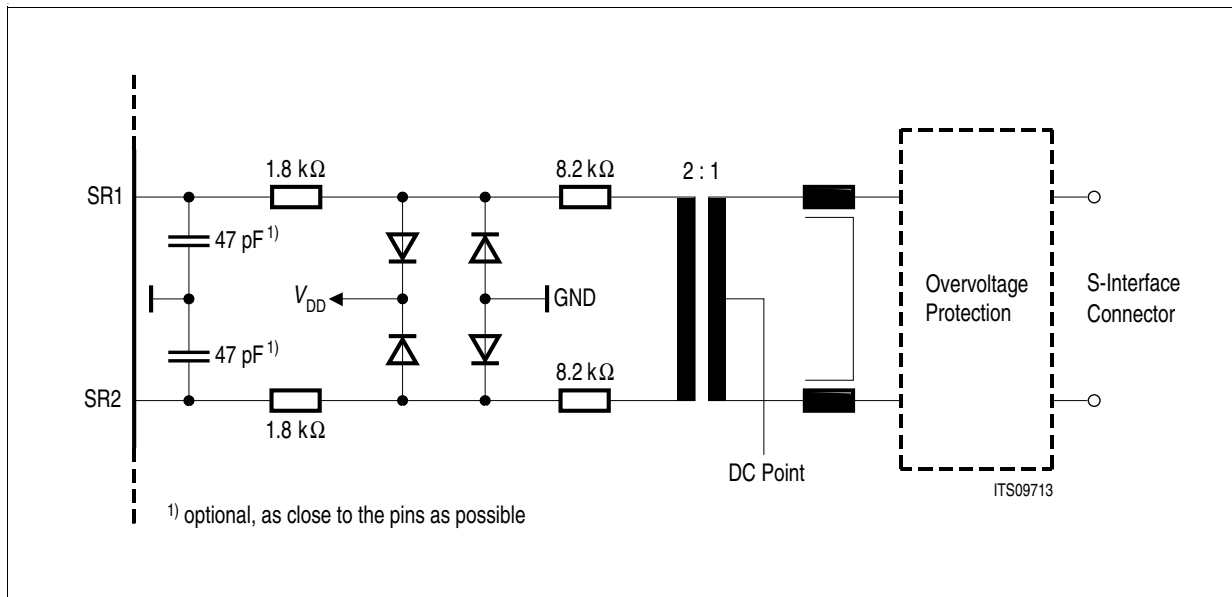 1.8 kΩ
8.2 kΩ
2 : 1
SR1
47 pF 1)
VDD
GND
Overvoltage
Protection
S-Interface
Connector
47 pF 1)
8.2 kΩ
SR2
1.8 kΩ
DC Point
ITS09713
1) optional, as close to the pins as possible